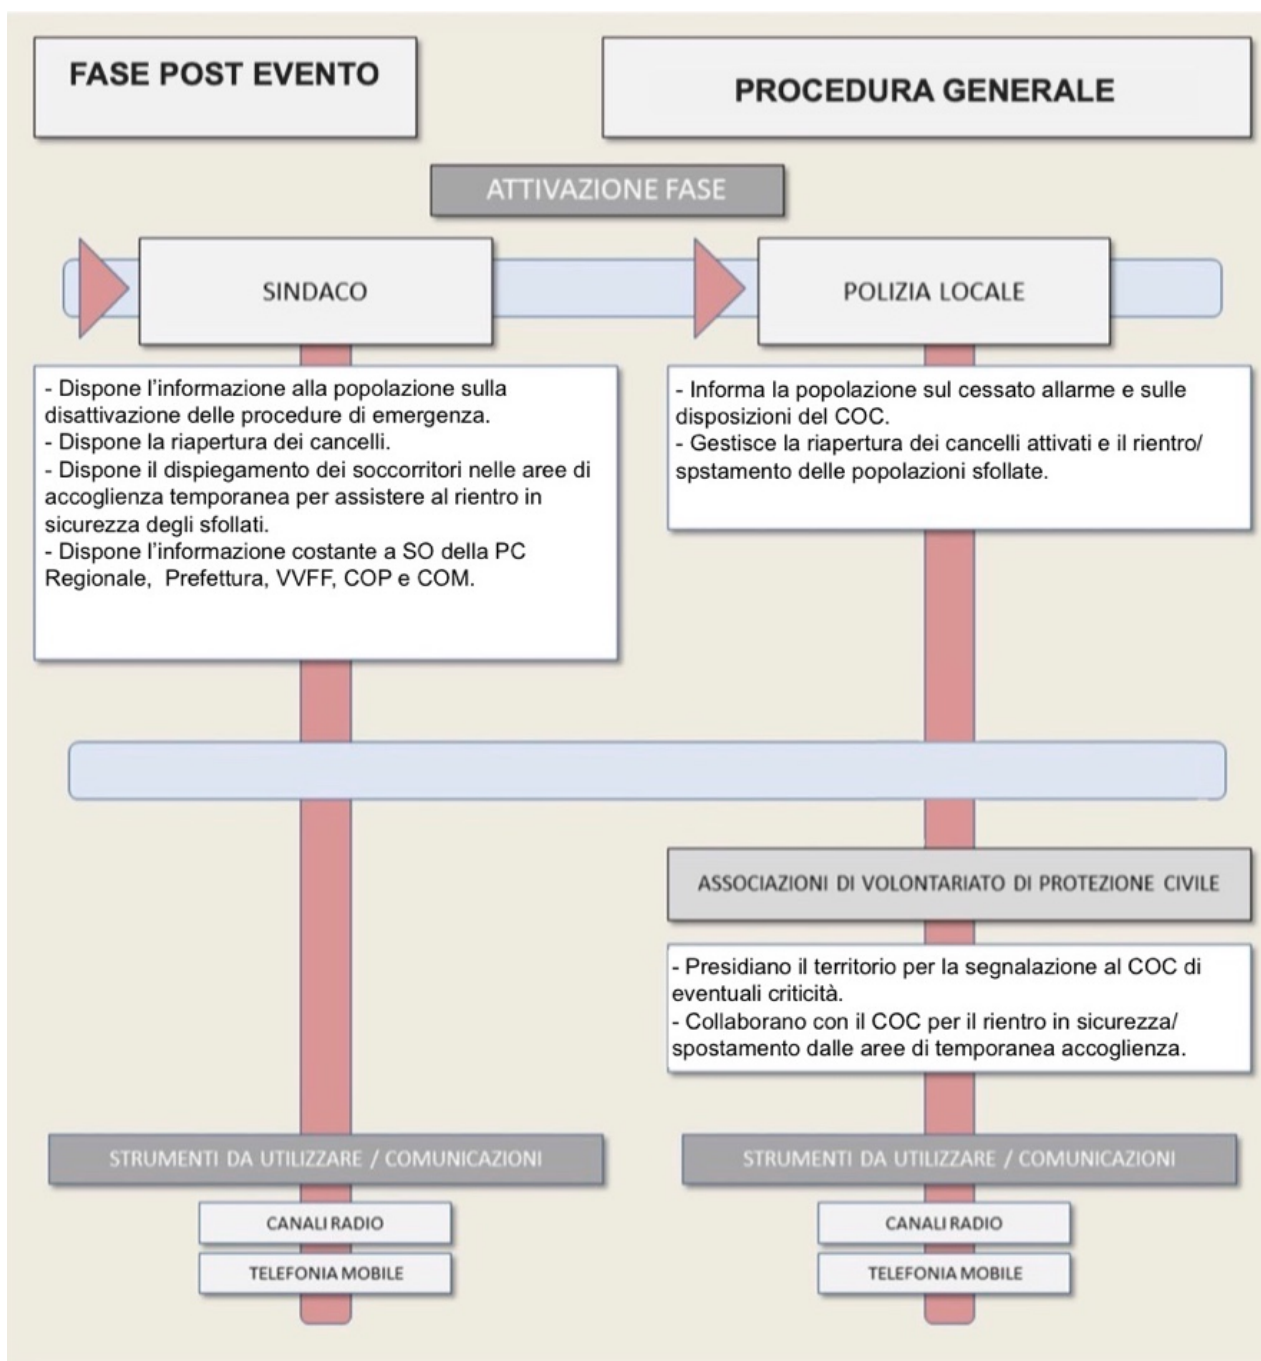 FASE POST EVENTO
PROCEDURA GENERALE
ATTIVAZIONE FASE
SINDACO
- Dispone l'informazione alla popolazione sulla
disattivazione delle procedure di emergenza.
- Dispone la riapertura dei cancelli.
- Dispone il dispiegamento dei soccorritori nelle aree di
accoglienza temporanea per assistere al rientro in
sicurezza degli sfollati.
- Dispone l'informazione costante a SO della PC
Regionale, Prefettura, VVFF, COP e COM.
POLIZIA LOCALE
- Informa la popolazione sul cessato allarme e sulle
disposizioni del COC.
- Gestisce la riapertura dei cancelli attivati e il rientro/
spstamento delle popolazioni sfollate.
ASSOCIAZIONI DI VOLONTARIATO DI PROTEZIONE CIVILE
- Presidiano il territorio per la segnalazione al COC di
eventuali criticità.
- Collaborano con il COC per il rientro in sicurezza/
spostamento dalle aree di temporanea accoglienza.
STRUMENTI DA UTILIZZARE / COMUNICAZIONI
CANALI RADIO
TELEFONIA MOBILE
STRUMENTI DA UTILIZZARE / COMUNICAZIONI
CANALI RADIO
TELEFONIA MOBILE